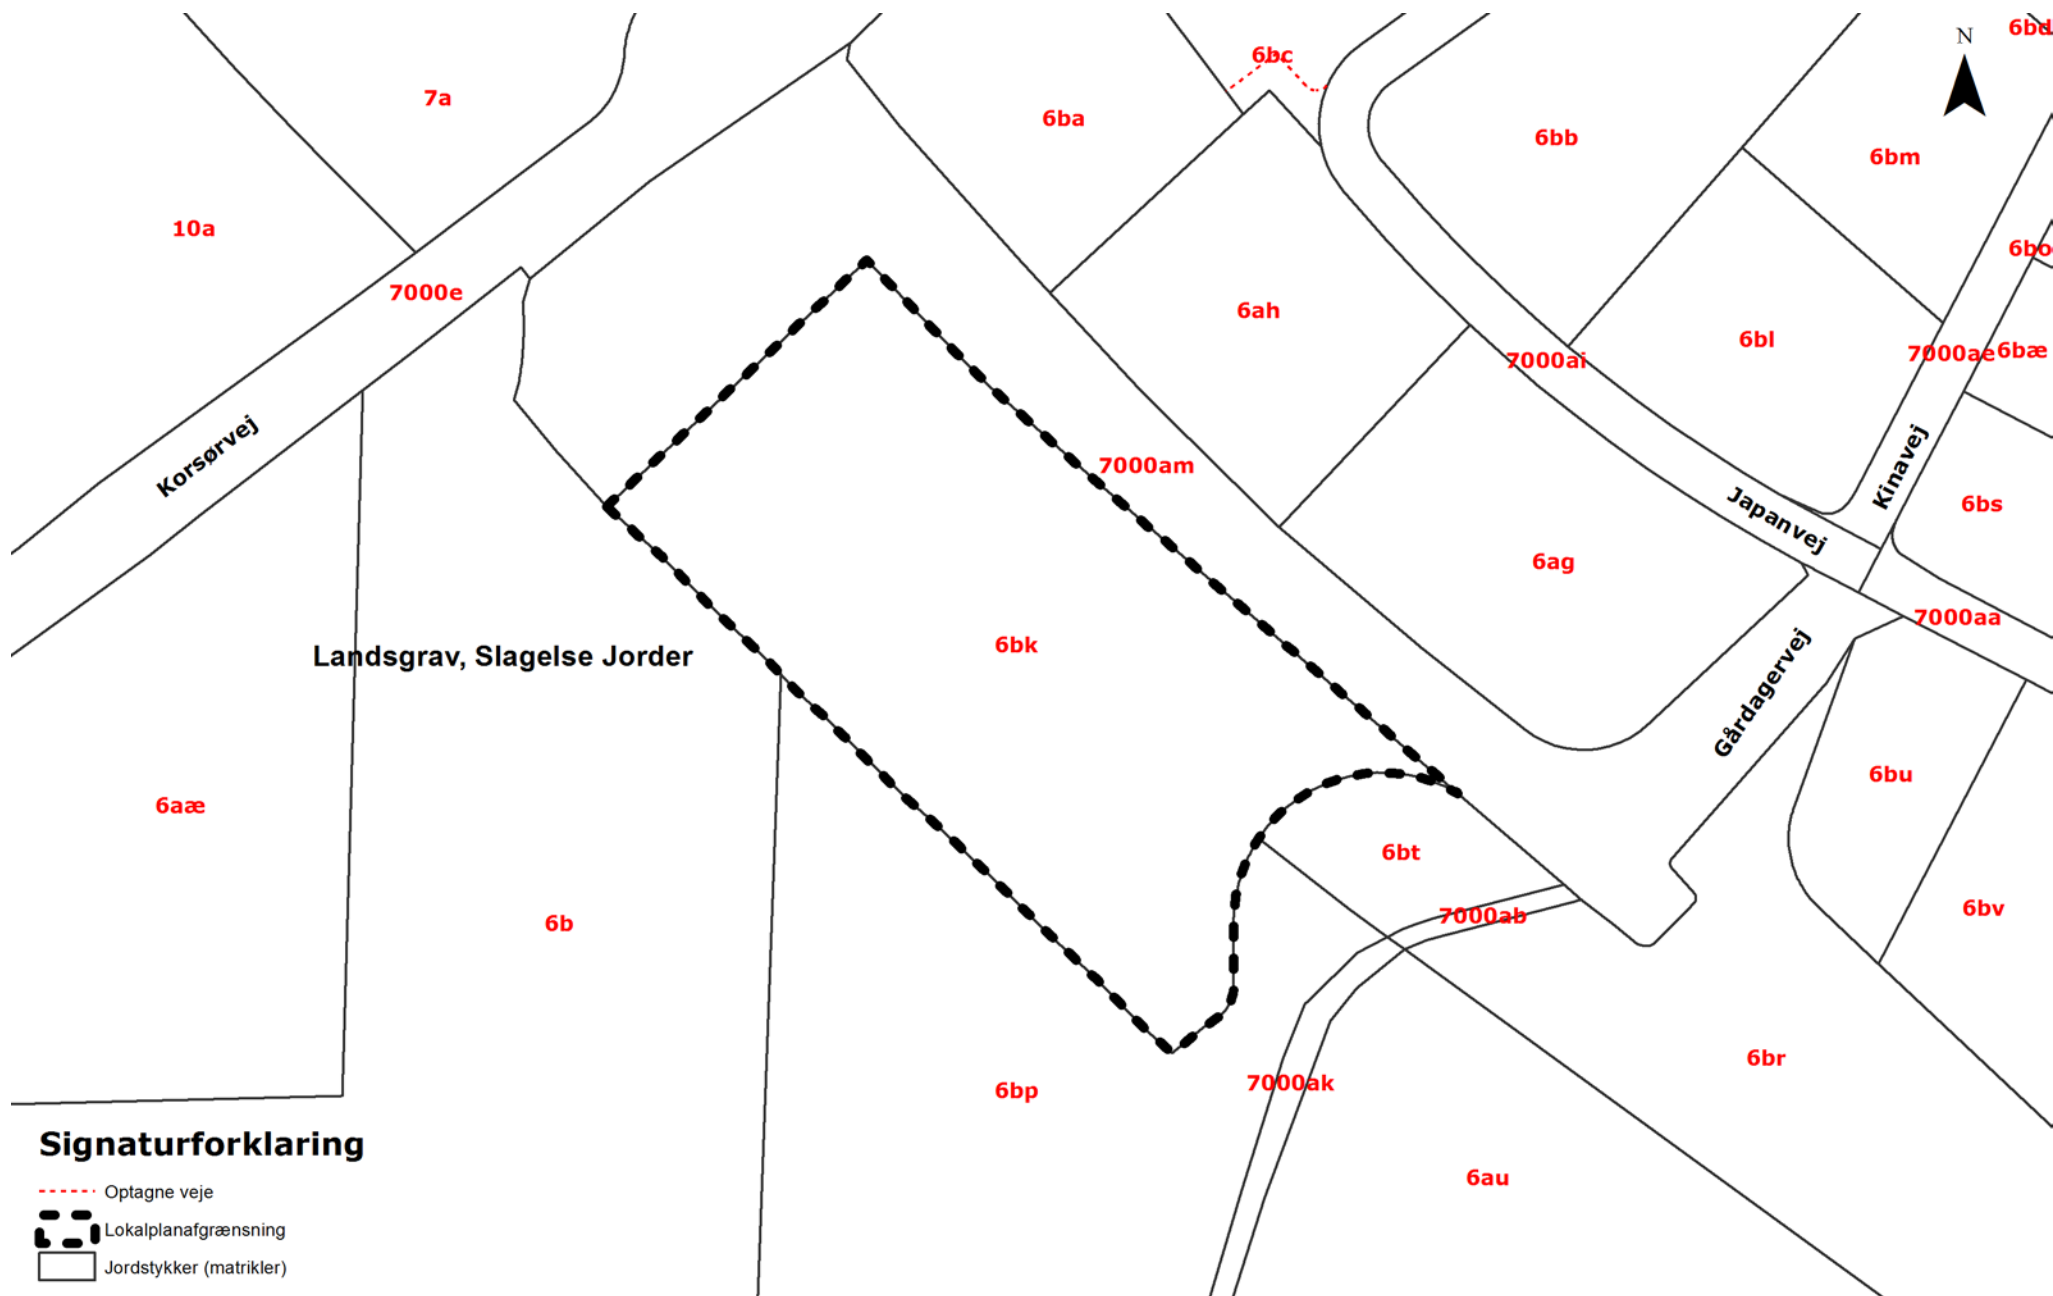 6bd
N
6bc
7a
6ba
6bb
6bm
10a
6bo
7000e
6ah
6bl
7000ai
7000ae
6bæ
Korsørvej
7000am
Kinavej
6bs
Japanvej
6ag
7000aa
Landsgrav, Slagelse Jorder
6bk
Gårdagervej
6bu
6aæ
6bt
6bv
7000ab
6b
6br
7000ak
6bp
6au
Signaturforklaring
Optagne veje
Lokalplanafgrænsning
Jordstykker (matrikler)